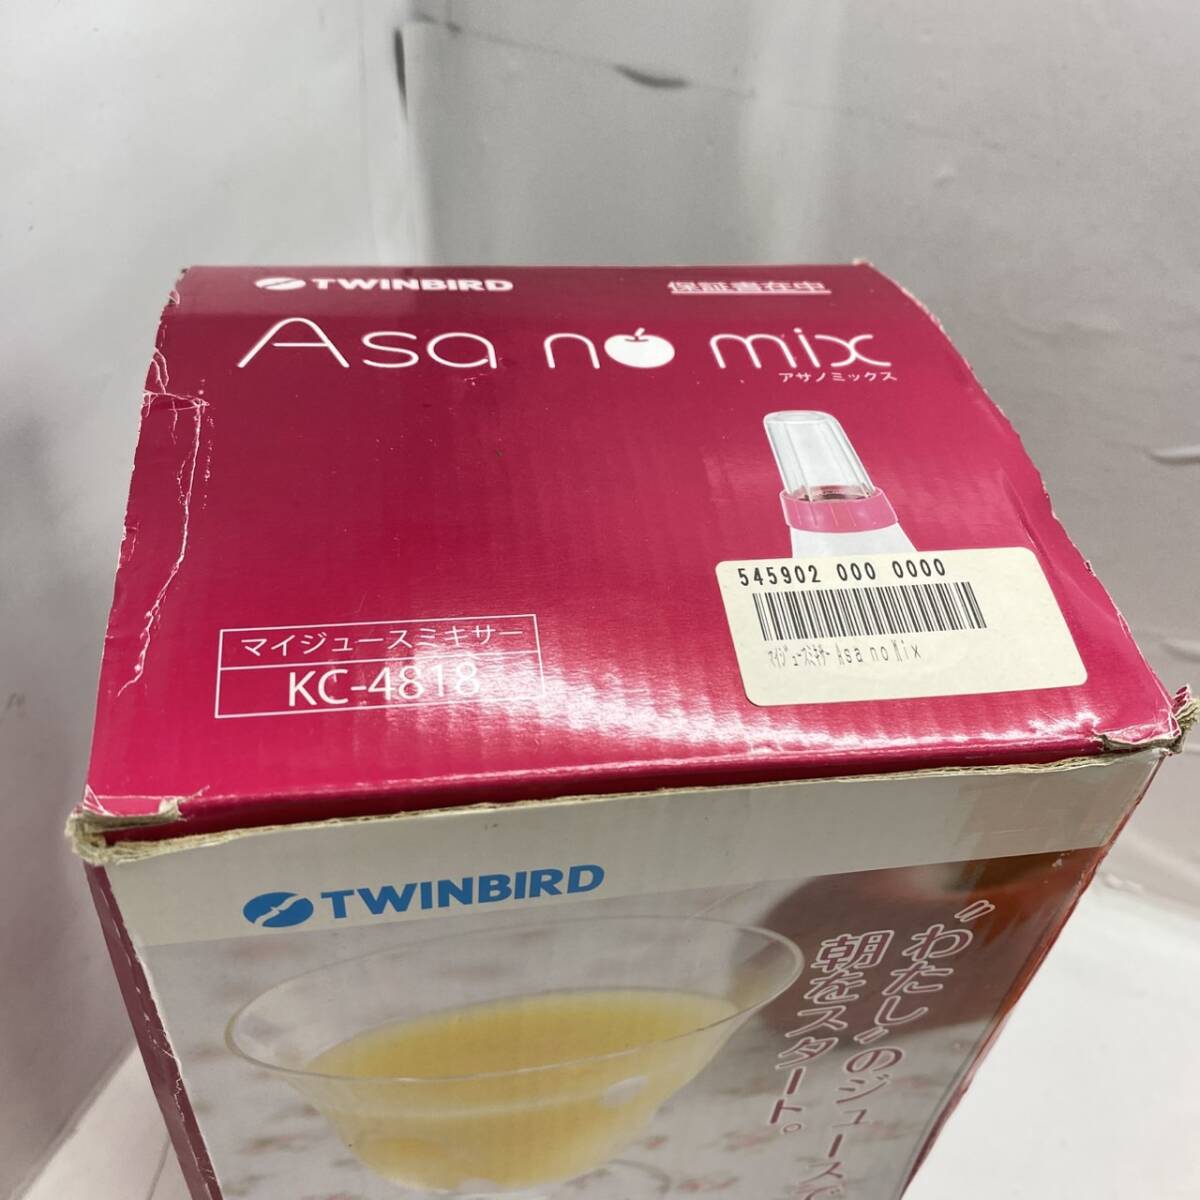 TWINBIRD
保証書在中
Asa no mix
アサノミックス
545902 000 0000
ﾏｲｼﾞｭｰｽﾐｷｻｰ Asa no Mix
マイジュースミキサー
KC-4818
TWINBIRD
〝わたし〟のジュースで
朝をスタート。